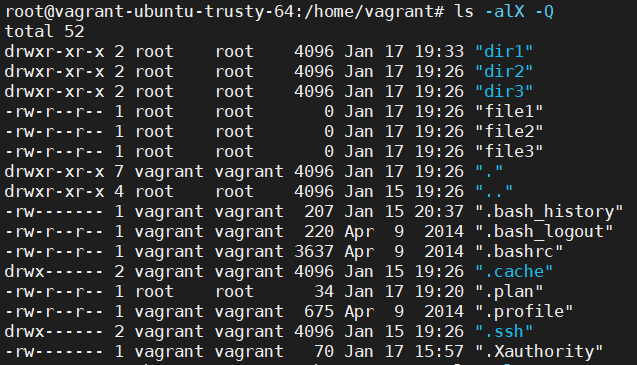 root@vagrant-ubuntu-trusty-64:/home/vagrant# ls -alX -Q
total 52
drwxr-xr-x 2 root    root    4096 Jan 17 19:33 "dir1"
drwxr-xr-x 2 root    root    4096 Jan 17 19:26 "dir2"
drwxr-xr-x 2 root    root    4096 Jan 17 19:26 "dir3"
-rw-r--r-- 1 root    root       0 Jan 17 19:26 "file1"
-rw-r--r-- 1 root    root       0 Jan 17 19:26 "file2"
-rw-r--r-- 1 root    root       0 Jan 17 19:26 "file3"
drwxr-xr-x 7 vagrant vagrant 4096 Jan 17 19:26 "."
drwxr-xr-x 4 root    root    4096 Jan 15 19:26 ".."
-rw------- 1 vagrant vagrant  207 Jan 15 20:37 ".bash_history"
-rw-r--r-- 1 vagrant vagrant  220 Apr  9  2014 ".bash_logout"
-rw-r--r-- 1 vagrant vagrant 3637 Apr  9  2014 ".bashrc"
drwx------ 2 vagrant vagrant 4096 Jan 15 19:26 ".cache"
-rw-r--r-- 1 root    root      34 Jan 17 19:20 ".plan"
-rw-r--r-- 1 vagrant vagrant  675 Apr  9  2014 ".profile"
drwx------ 2 vagrant vagrant 4096 Jan 15 19:26 ".ssh"
-rw------- 1 vagrant vagrant   70 Jan 17 15:57 ".Xauthority"